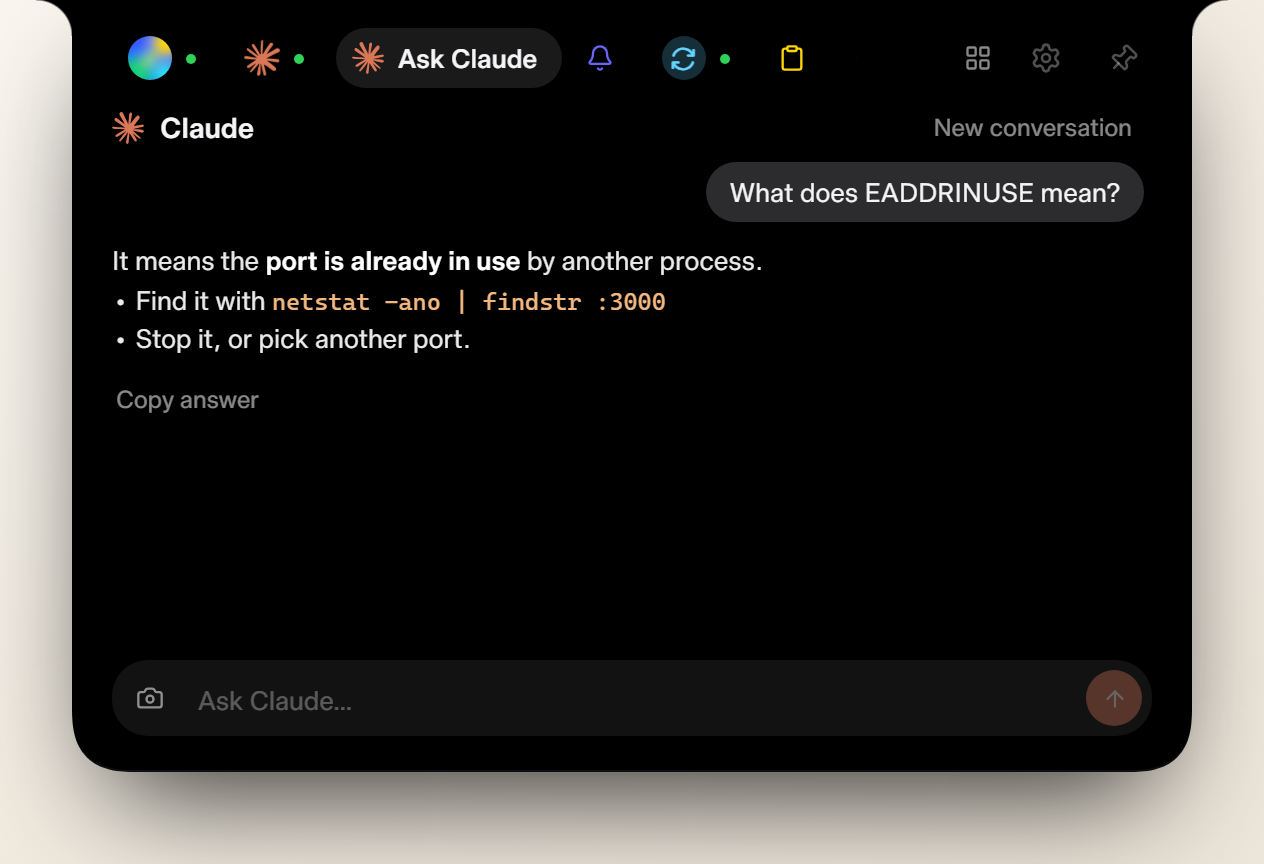 Ask Claude
Claude
New conversation
What does EADDRINUSE mean?
It means the port is already in use by another process.
• Find it with netstat -ano | findstr :3000
• Stop it, or pick another port.
Copy answer
Ask Claude...